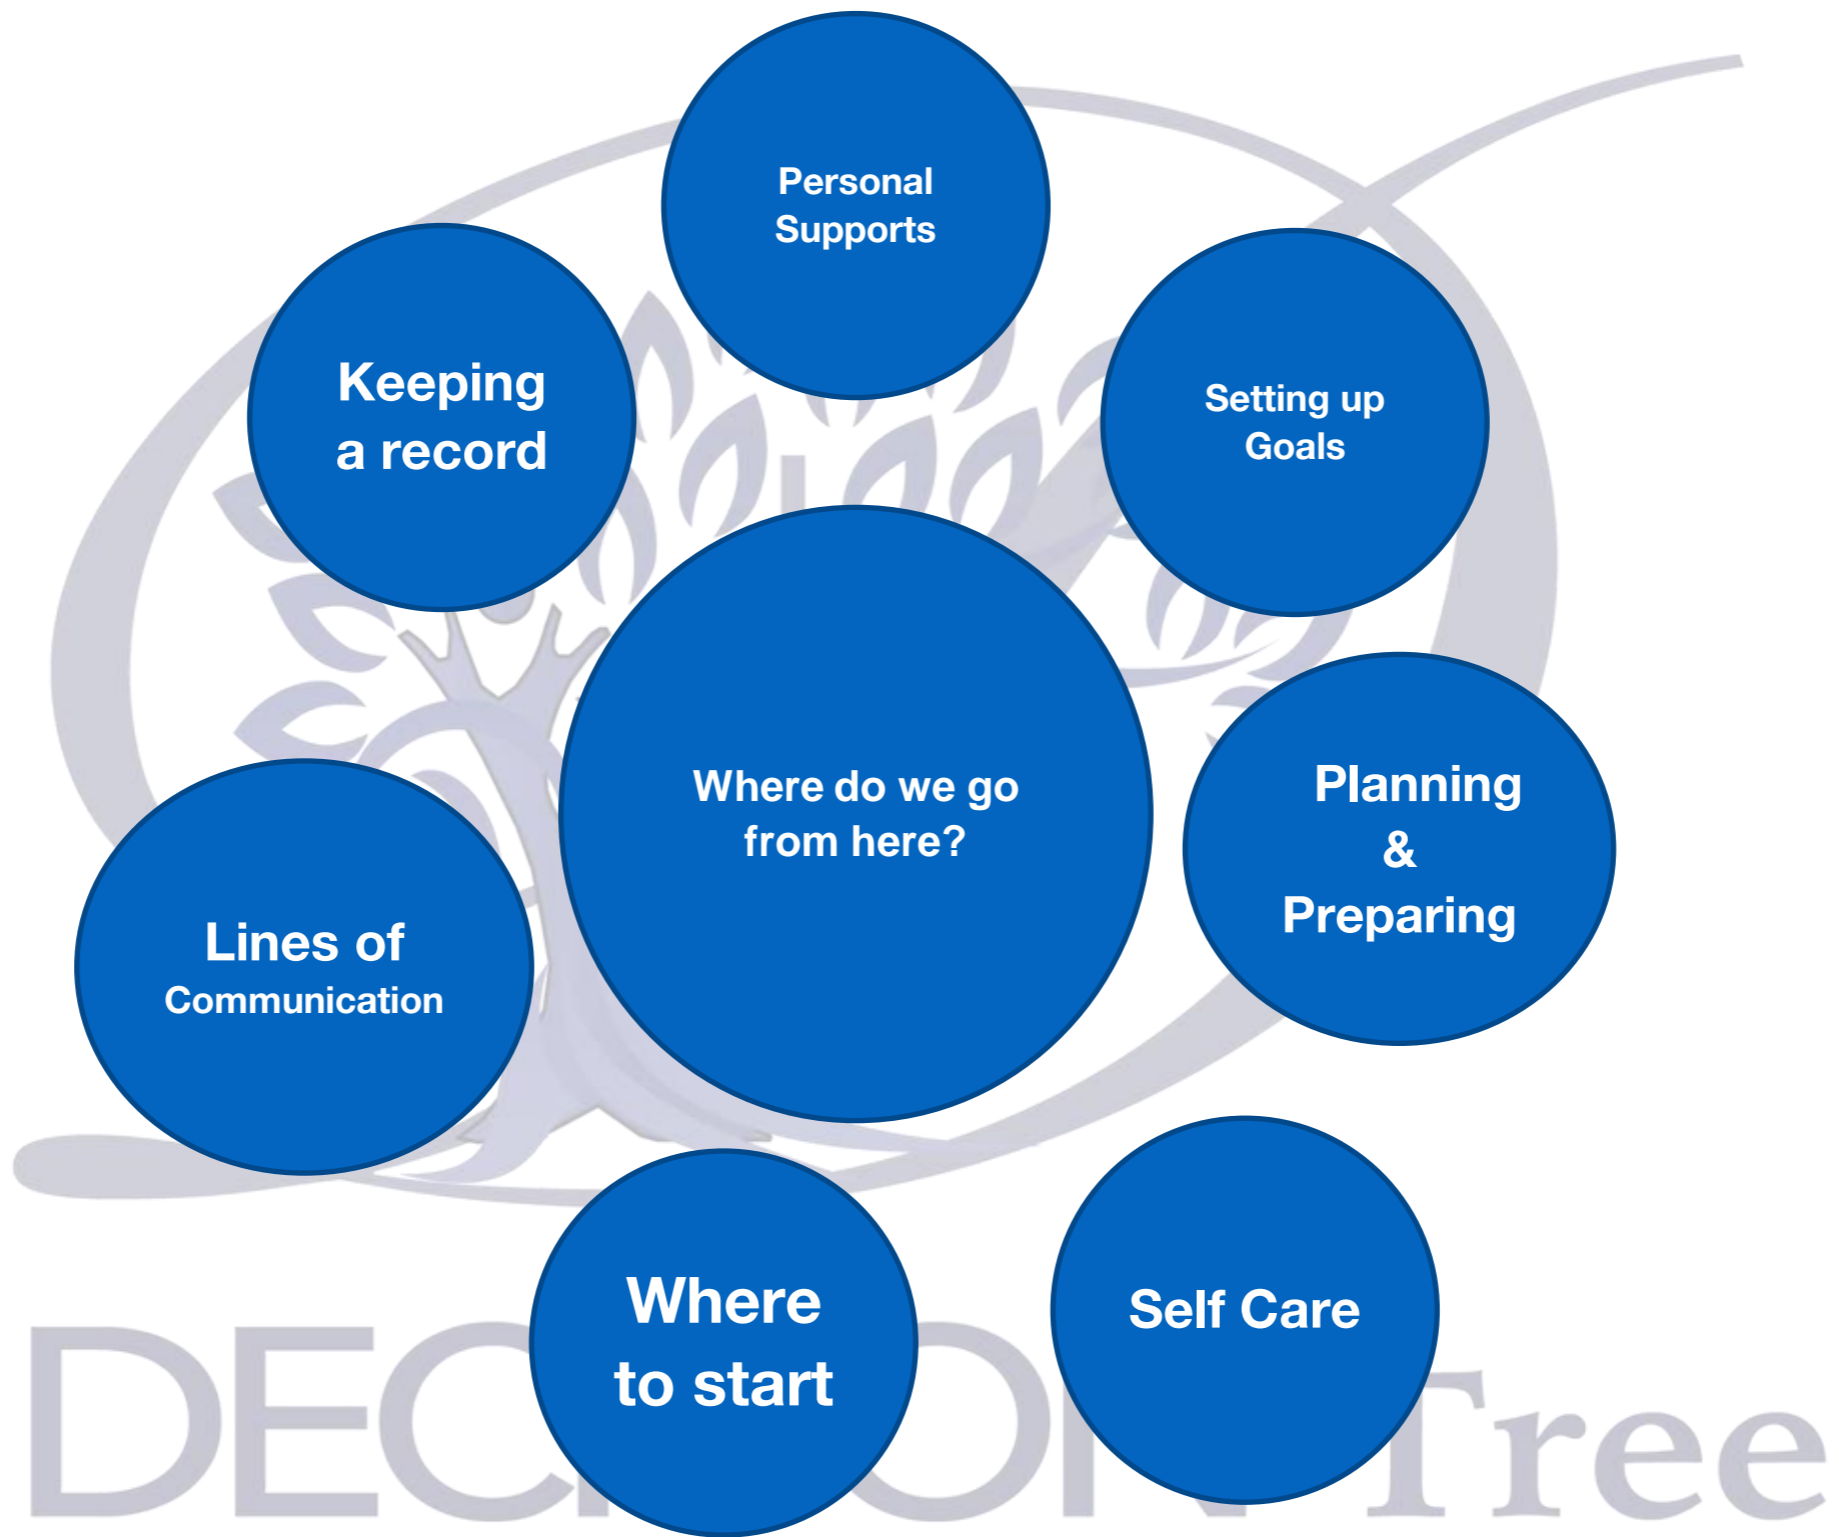 Personal
Supports
Keeping
a record
Setting up
Goals
Where do we go
from here?
Planning
&
Preparing
Lines of
Communication
Where
to start
Self Care
Tree